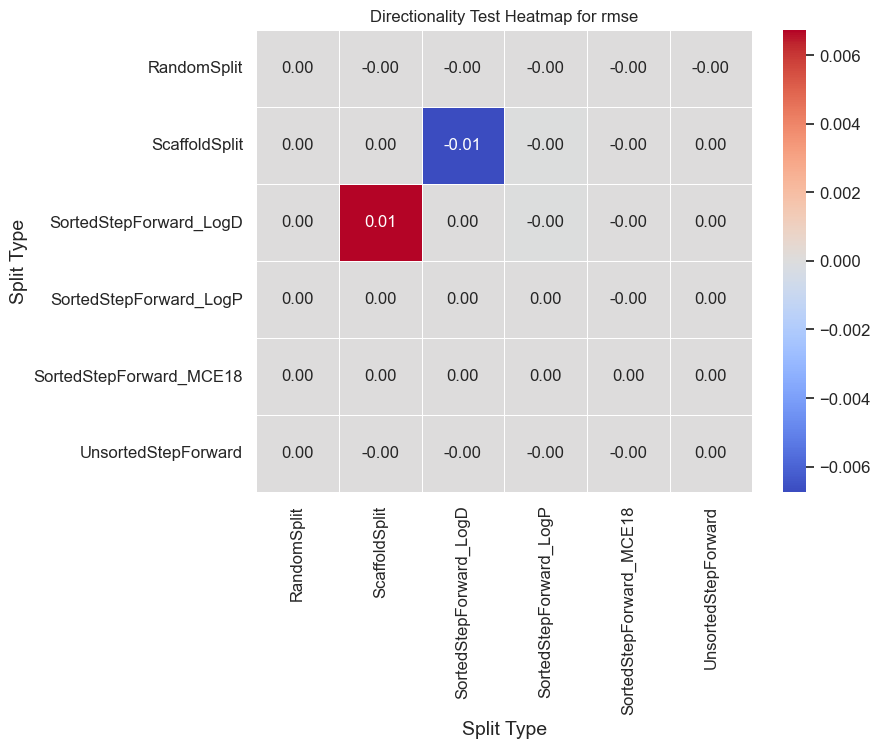 Directionality Test Heatmap for rmse
RandomSplit 0.00 -0.00 -0.00 -0.00 -0.00 -0.00
ScaffoldSplit 0.00 0.00 -0.01 -0.00 -0.00 0.00
SortedStepForward_LogD 0.00 0.01 0.00 -0.00 -0.00 0.00
SortedStepForward_LogP 0.00 0.00 0.00 0.00 -0.00 0.00
SortedStepForward_MCE18 0.00 0.00 0.00 0.00 0.00 0.00
UnsortedStepForward 0.00 -0.00 -0.00 -0.00 -0.00 0.00
Split Type
RandomSplit
ScaffoldSplit
SortedStepForward_LogD
SortedStepForward_LogP
SortedStepForward_MCE18
UnsortedStepForward
Split Type
0.006
0.004
0.002
0.000
−0.002
−0.004
−0.006